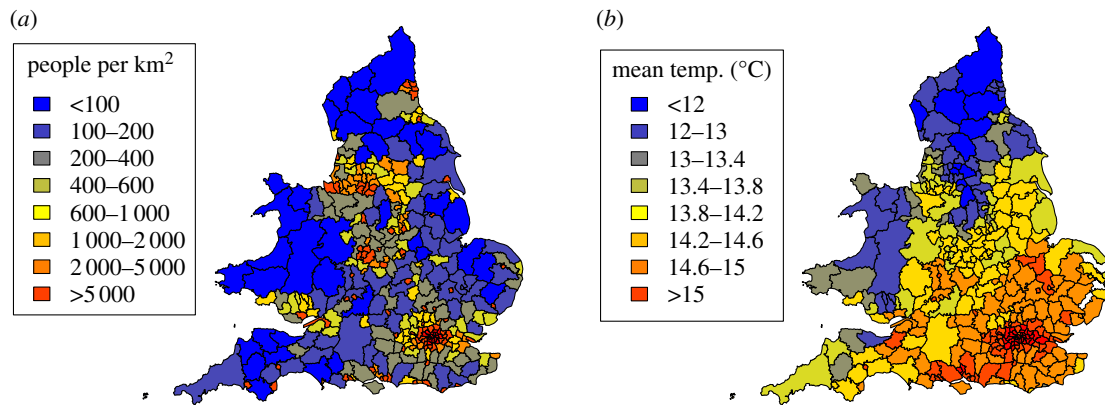 (a)
people per km²
<100
100–200
200–400
400–600
600–1 000
1 000–2 000
2 000–5 000
>5 000
(b)
mean temp. (°C)
<12
12–13
13–13.4
13.4–13.8
13.8–14.2
14.2–14.6
14.6–15
>15